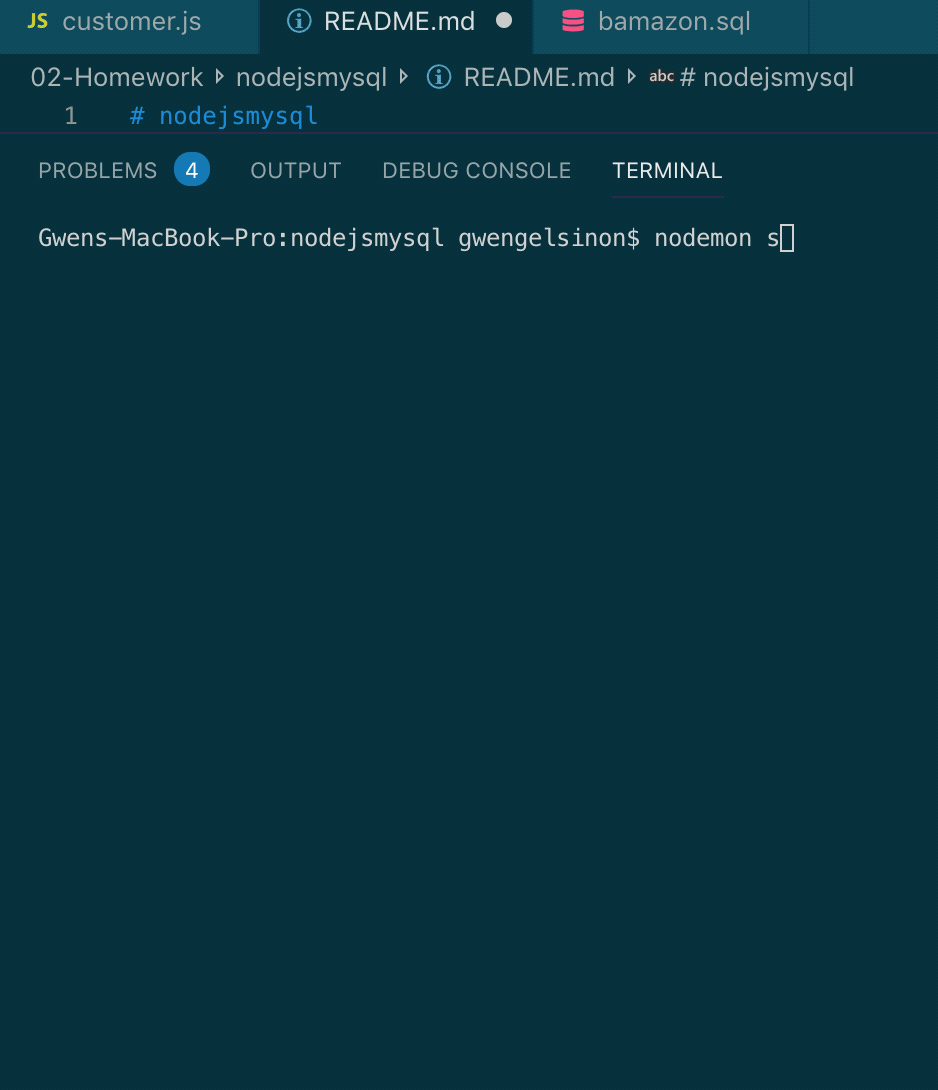 JS customer.js README.md bamazon.sql
02-Homework nodejsmysql README.md abc # nodejsmysql
1 # nodejsmysql
PROBLEMS 4 OUTPUT DEBUG CONSOLE TERMINAL
Gwens-MacBook-Pro:nodejsmysql gwengelsinon$ nodemon s